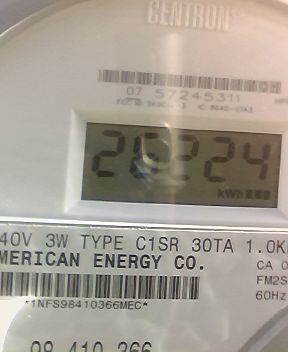 CENTRON
07 57245311
28224
kWh
40V 3W TYPE C1SR 30TA 1.0K
MERICAN ENERGY CO.
CA 0
FM2S
60Hz
*1NFS98410366MEC*
98 410 366